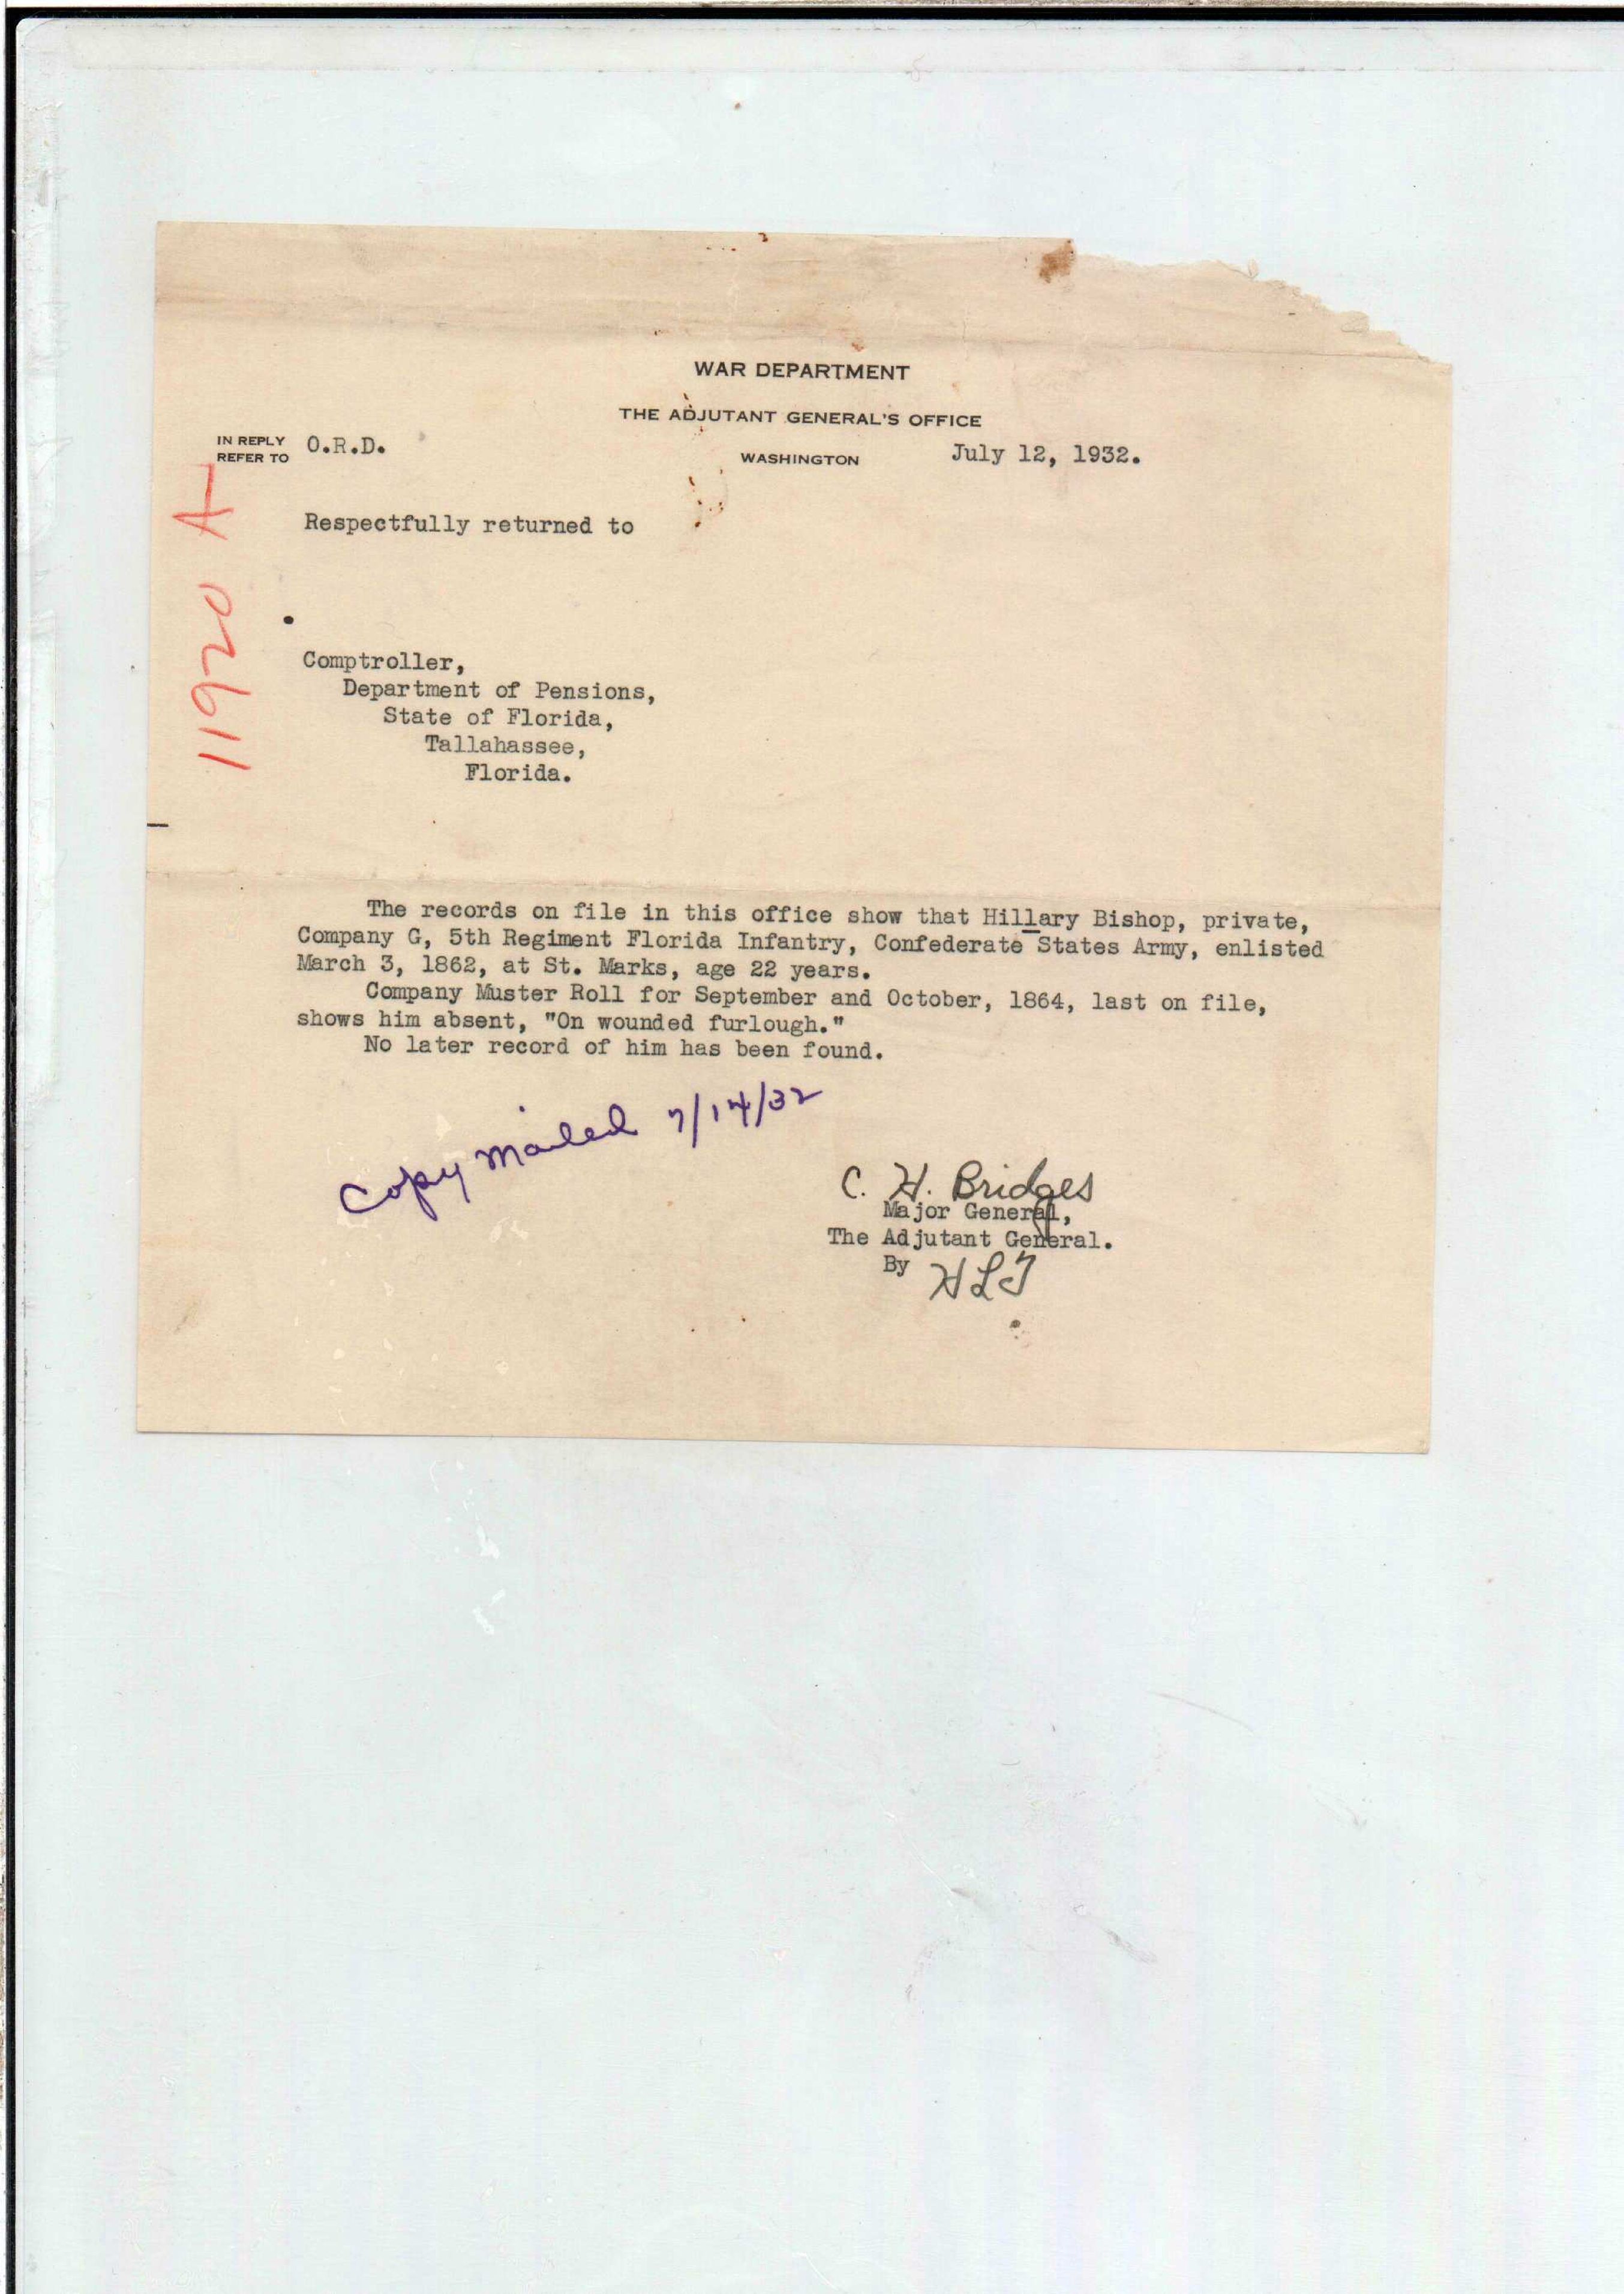 WAR DEPARTMENT
THE ADJUTANT GENERAL'S OFFICE
IN REPLY
REFER TO O.R.D.
WASHINGTON July 12, 1932.
11920 A
Respectfully returned to
Comptroller,
Department of Pensions,
State of Florida,
Tallahassee,
Florida.
The records on file in this office show that Hillary Bishop, private,
Company G, 5th Regiment Florida Infantry, Confederate States Army, enlisted
March 3, 1862, at St. Marks, age 22 years.
Company Muster Roll for September and October, 1864, last on file,
shows him absent, "On wounded furlough."
No later record of him has been found.
Copy Mailed 7/14/32
C. H. Bridges
Major General,
The Adjutant General.
By HLT